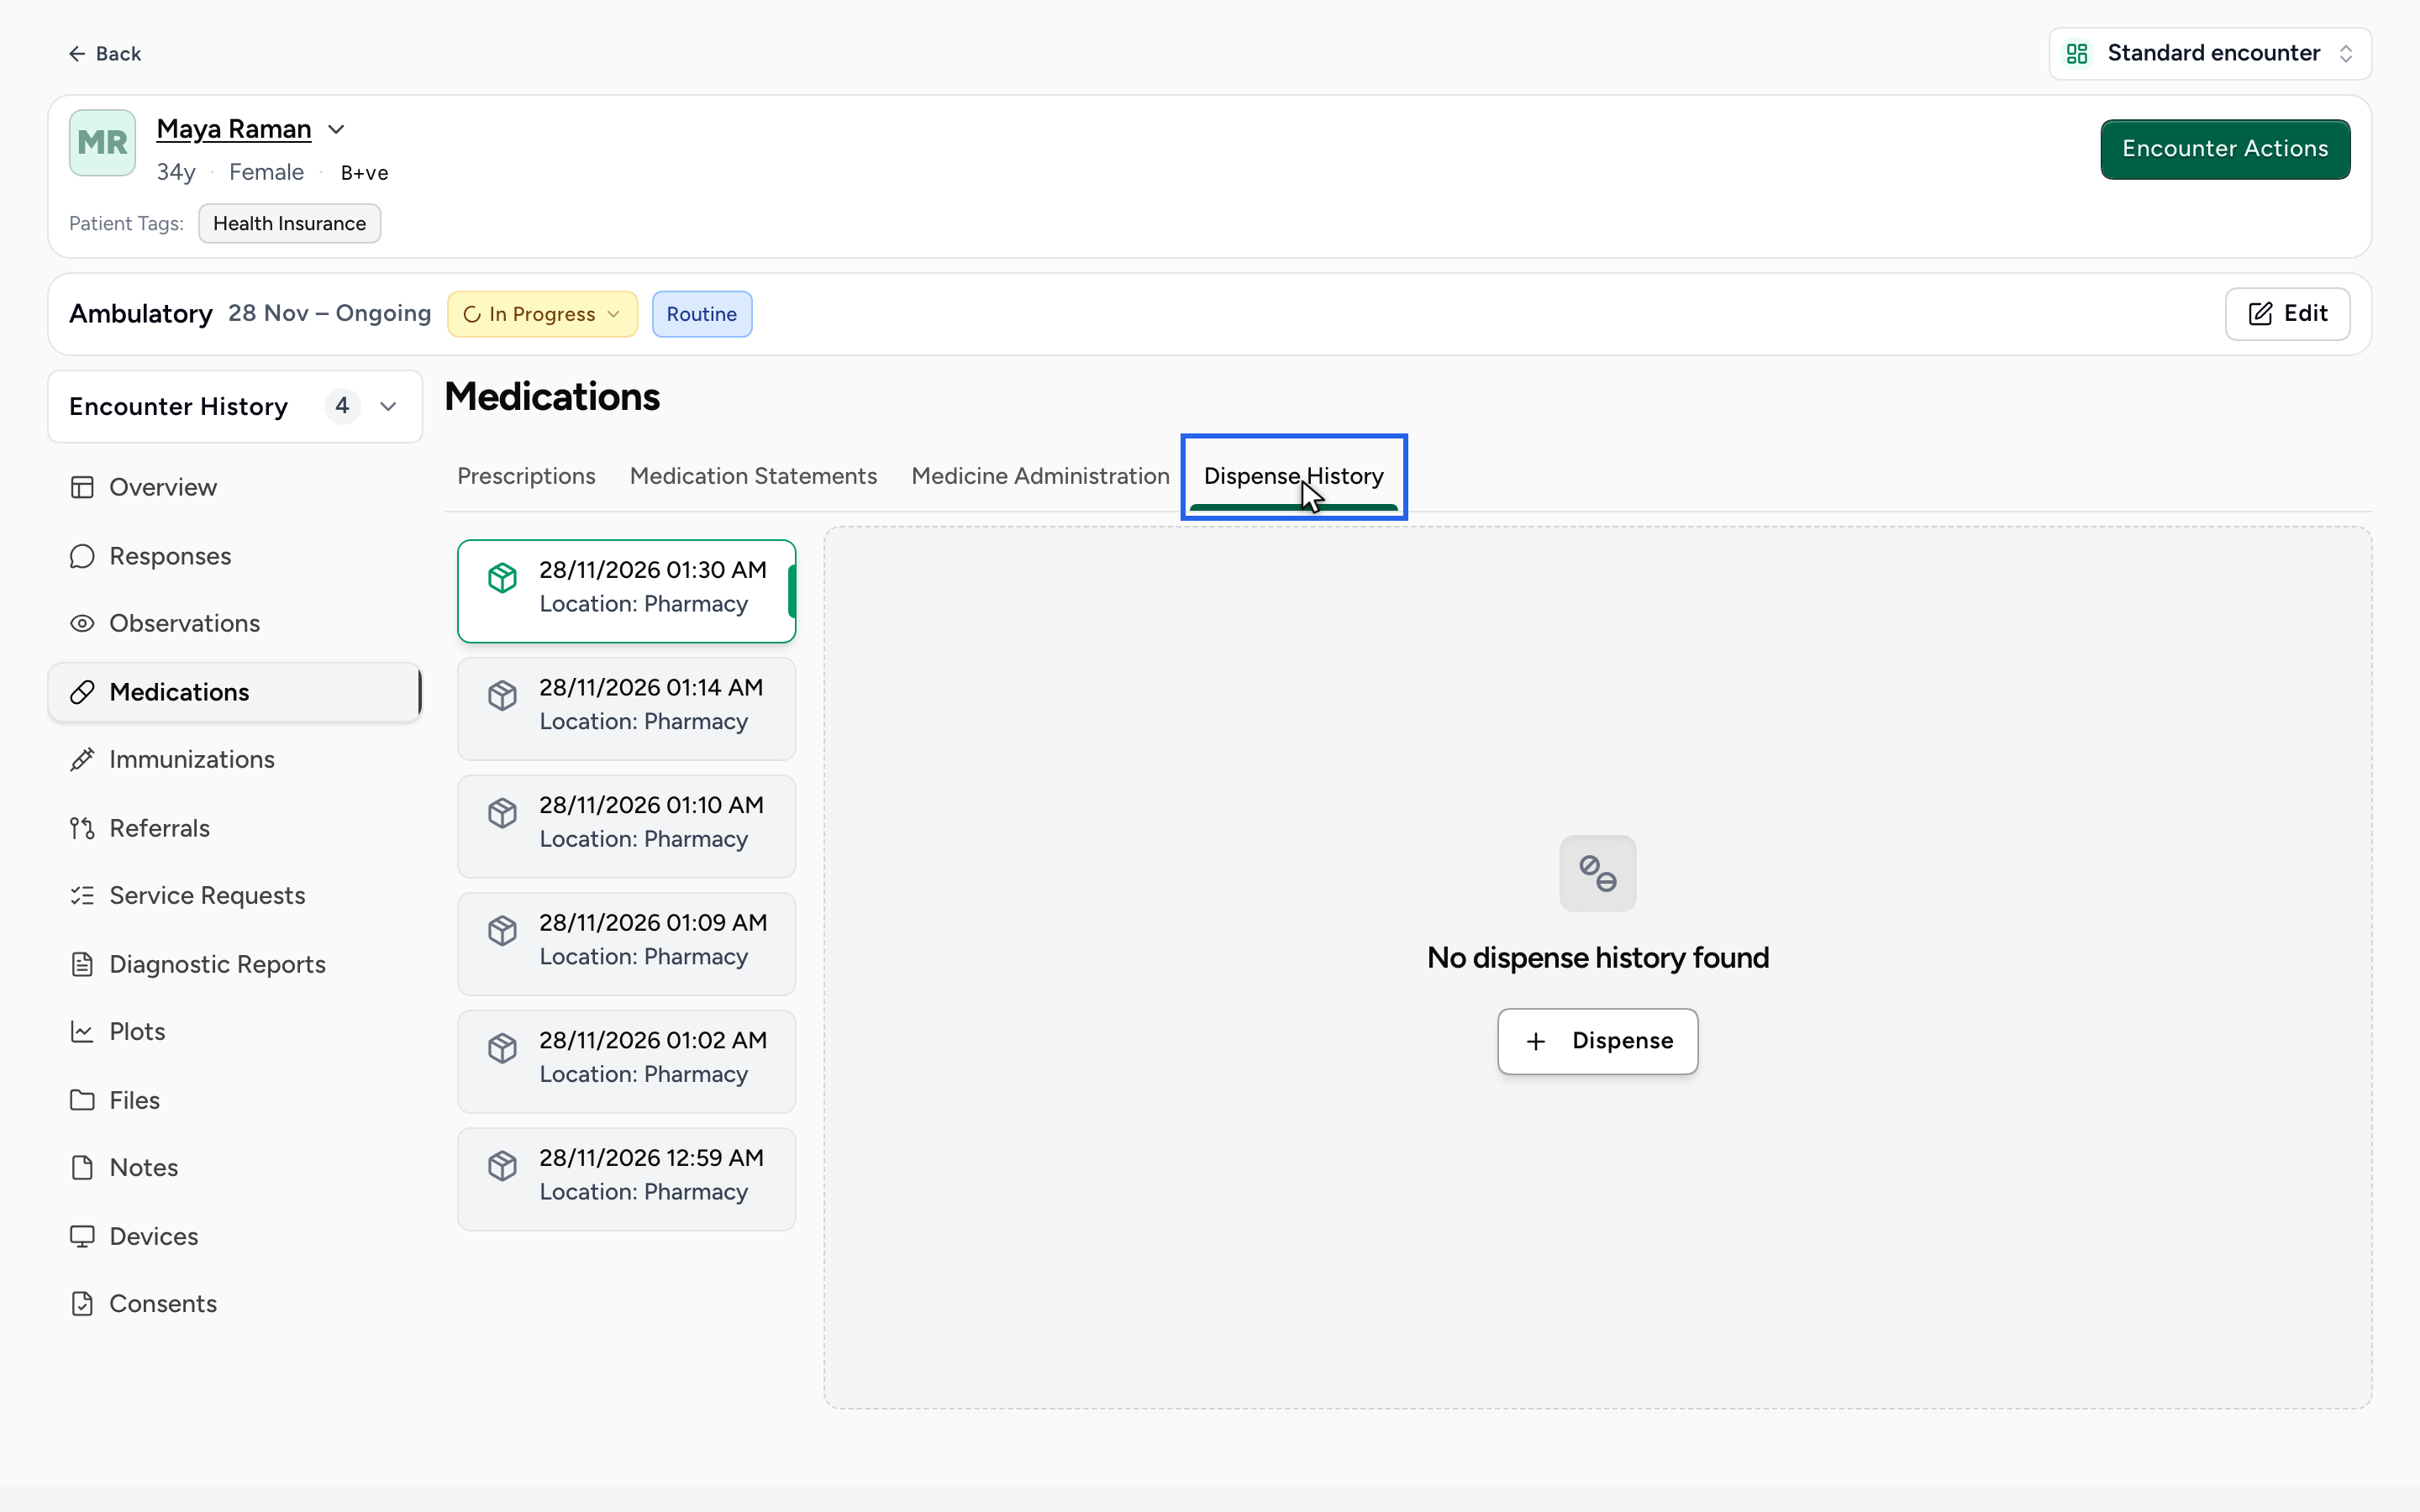 Back
Standard encounter
MR
Maya Raman
34y · Female · B+ve
Encounter Actions
Patient Tags: Health Insurance
Ambulatory 28 Nov – Ongoing In Progress Routine
Edit
Encounter History 4
Overview
Responses
Observations
Medications
Immunizations
Referrals
Service Requests
Diagnostic Reports
Plots
Files
Notes
Devices
Consents
Medications
Prescriptions Medication Statements Medicine Administration Dispense History
28/11/2026 01:30 AM
Location: Pharmacy
28/11/2026 01:14 AM
Location: Pharmacy
28/11/2026 01:10 AM
Location: Pharmacy
28/11/2026 01:09 AM
Location: Pharmacy
28/11/2026 01:02 AM
Location: Pharmacy
28/11/2026 12:59 AM
Location: Pharmacy
No dispense history found
+ Dispense